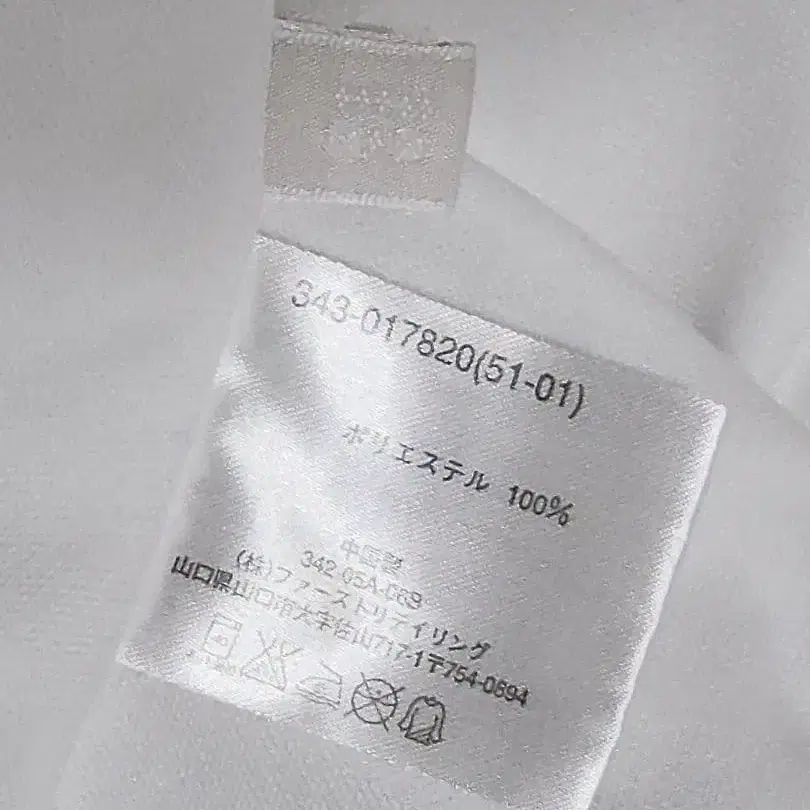 343-017820(51-01)
ポリエステル 100%
中国製
342 05A-06B
(株)ファーストリテイリング
山口県山口市大字佐山717-1〒754-0894